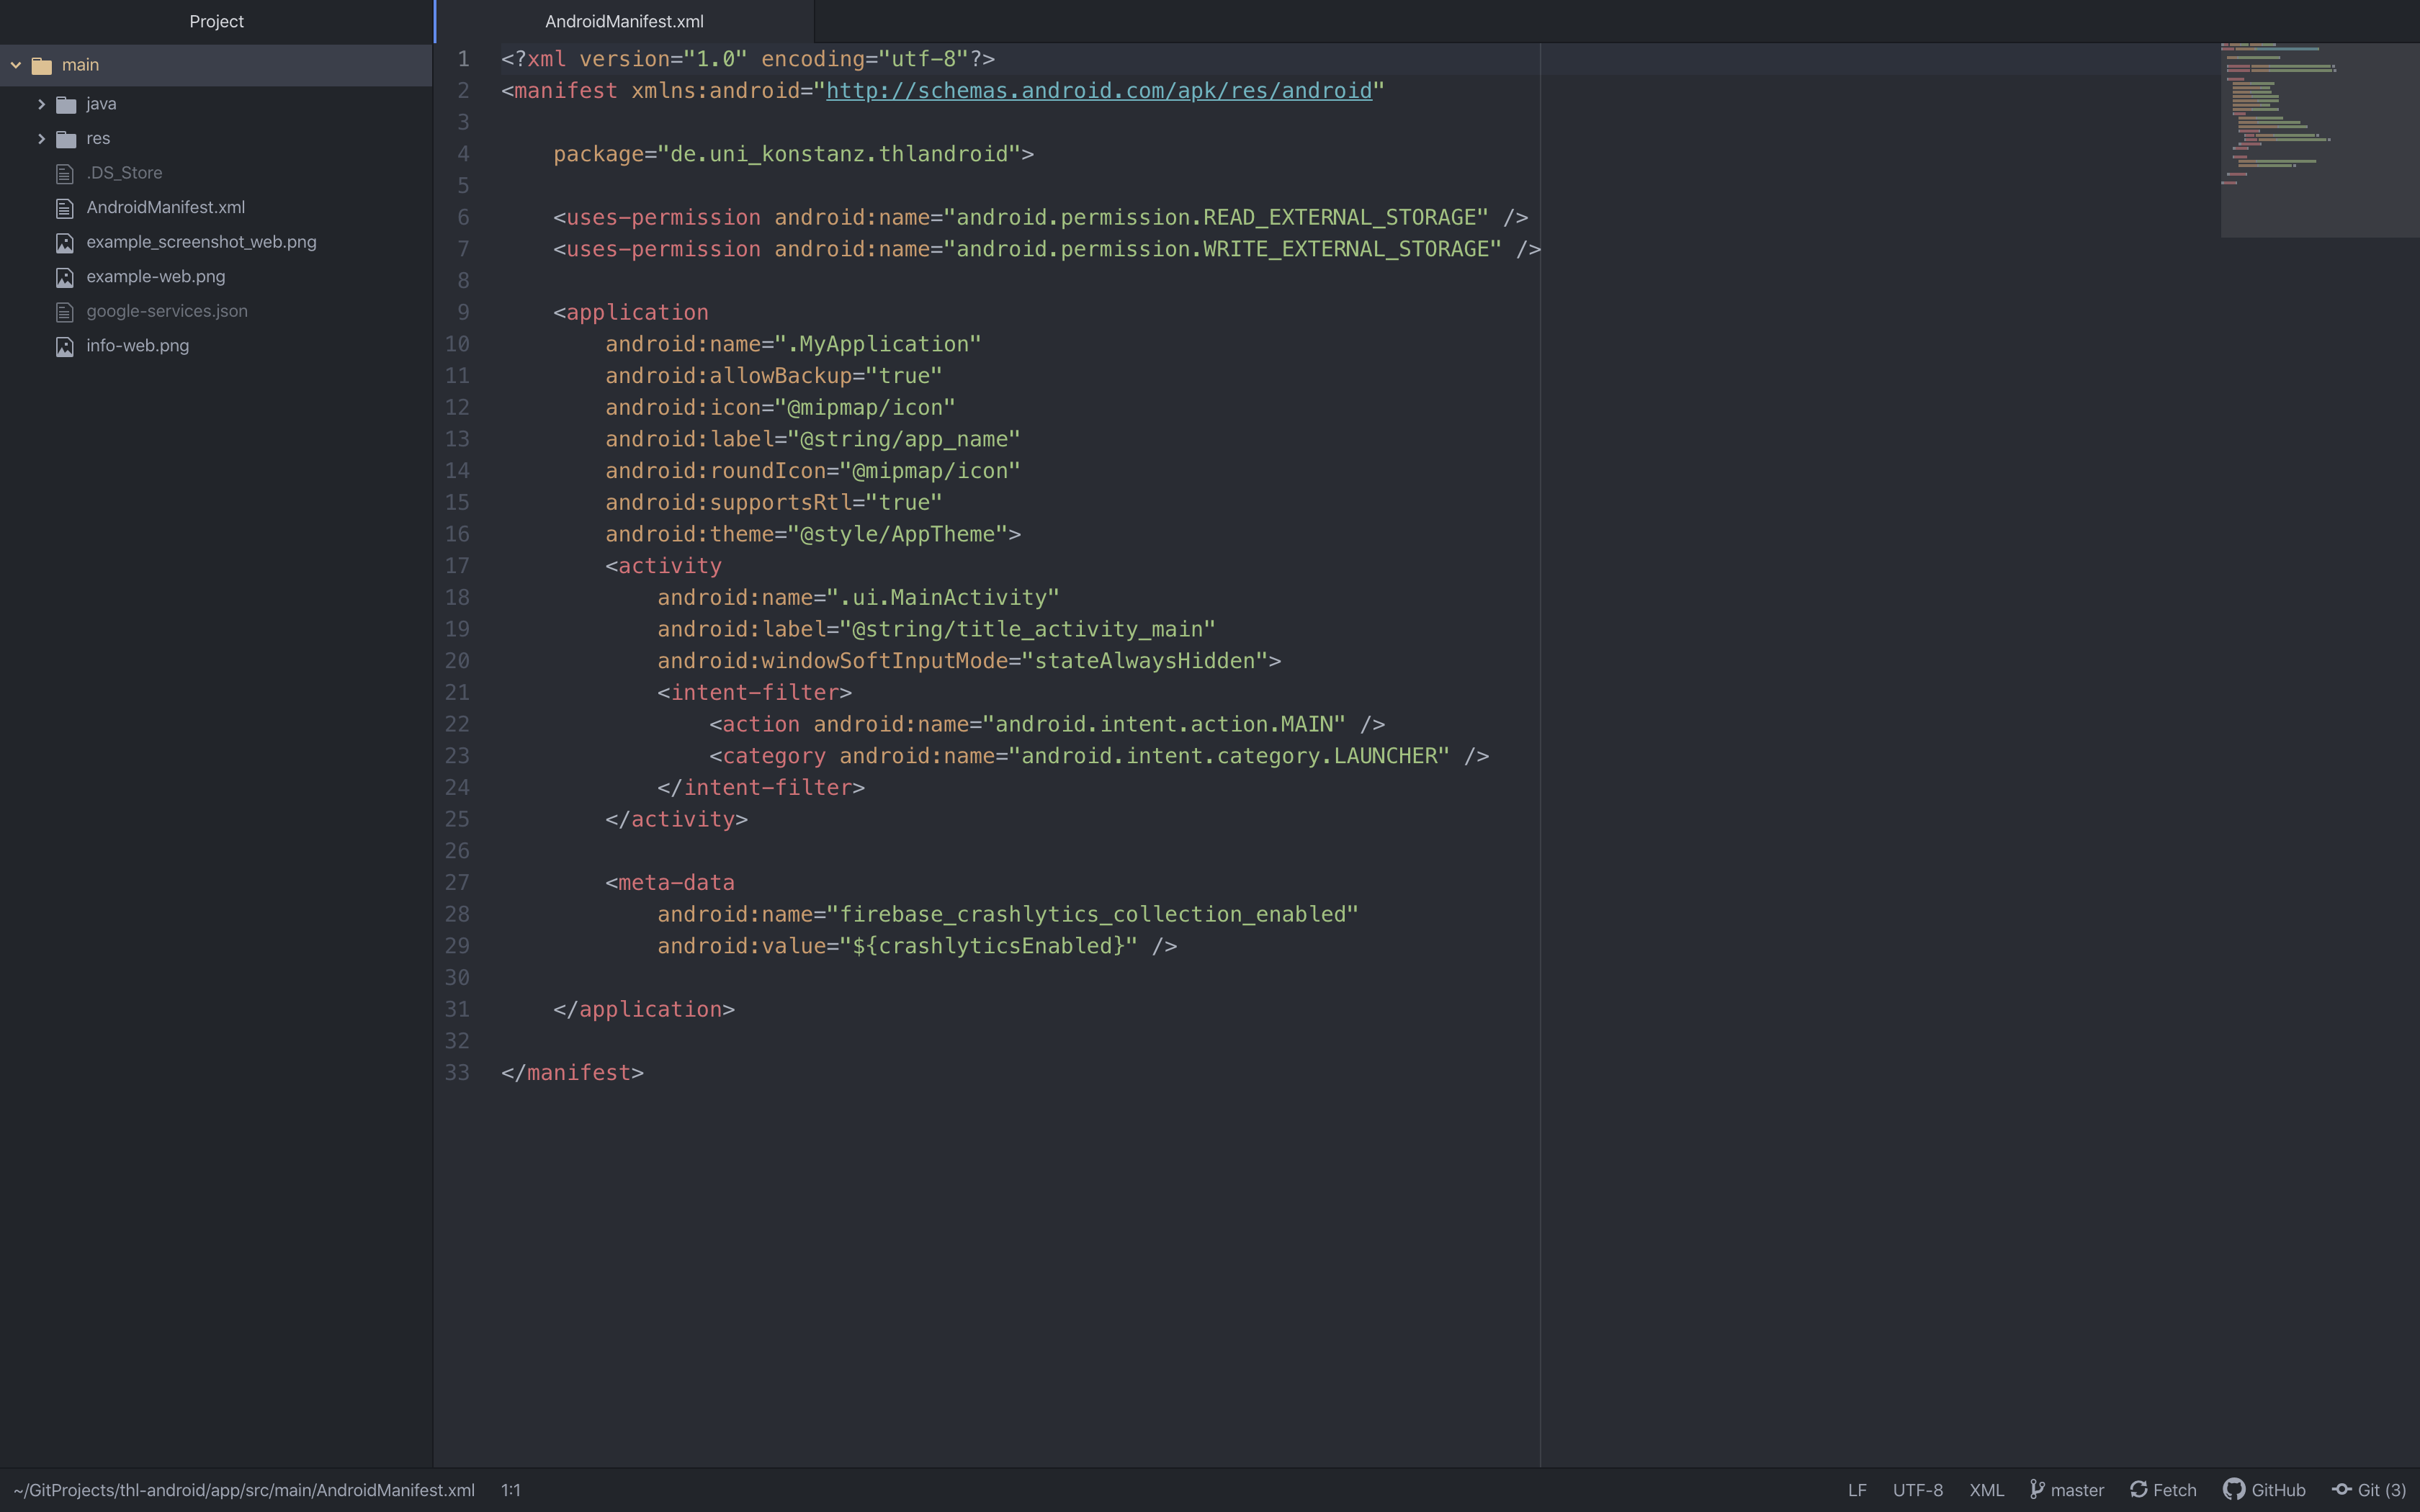 Project
main
java
res
.DS_Store
AndroidManifest.xml
example_screenshot_web.png
example-web.png
google-services.json
info-web.png
AndroidManifest.xml
1 <?xml version="1.0" encoding="utf-8"?>
2 <manifest xmlns:android="http://schemas.android.com/apk/res/android"
3
4     package="de.uni_konstanz.thlandroid">
5
6     <uses-permission android:name="android.permission.READ_EXTERNAL_STORAGE" />
7     <uses-permission android:name="android.permission.WRITE_EXTERNAL_STORAGE" />
8
9     <application
10         android:name=".MyApplication"
11         android:allowBackup="true"
12         android:icon="@mipmap/icon"
13         android:label="@string/app_name"
14         android:roundIcon="@mipmap/icon"
15         android:supportsRtl="true"
16         android:theme="@style/AppTheme">
17         <activity
18             android:name=".ui.MainActivity"
19             android:label="@string/title_activity_main"
20             android:windowSoftInputMode="stateAlwaysHidden">
21             <intent-filter>
22                 <action android:name="android.intent.action.MAIN" />
23                 <category android:name="android.intent.category.LAUNCHER" />
24             </intent-filter>
25         </activity>
26
27         <meta-data
28             android:name="firebase_crashlytics_collection_enabled"
29             android:value="${crashlyticsEnabled}" />
30
31     </application>
32
33 </manifest>
~/GitProjects/thl-android/app/src/main/AndroidManifest.xml 1:1 LF UTF-8 XML master Fetch GitHub Git (3)